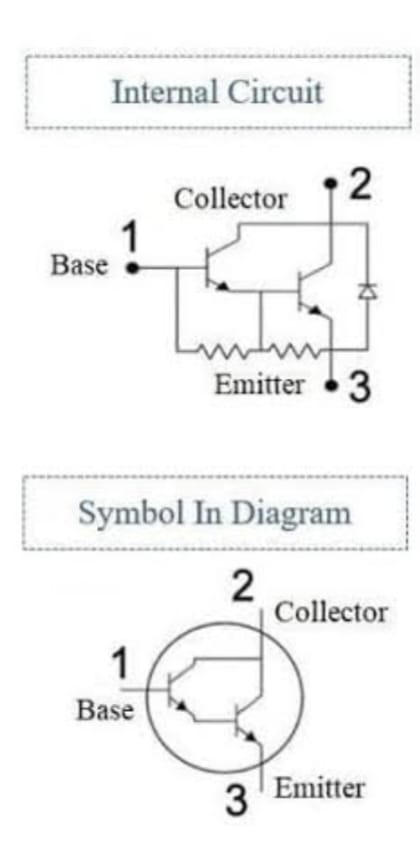 Internal Circuit
2
Collector
1
Base
Emitter
3
Symbol In Diagram
2
Collector
1
Base
Emitter
3